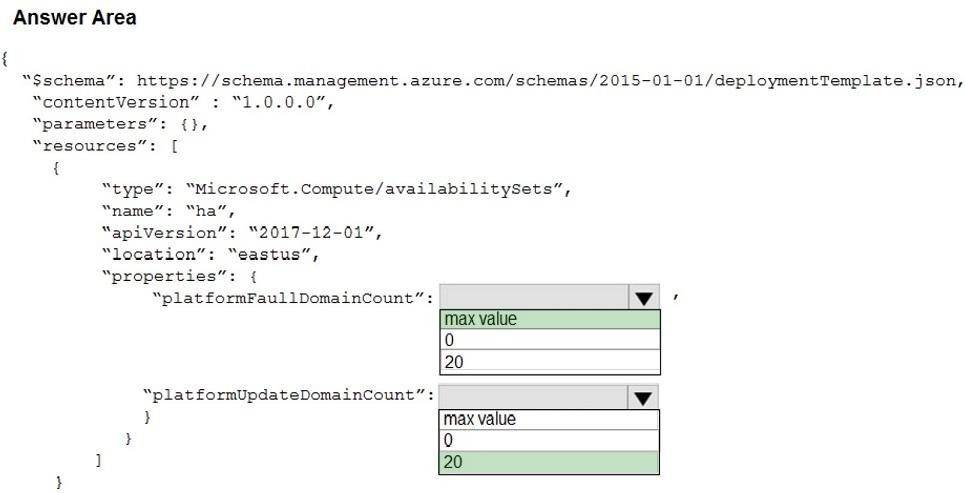 Answer Area
{
“$schema”: https://schema.management.azure.com/schemas/2015-01-01/deploymentTemplate.json,
“contentVersion” : “1.0.0.0”,
“parameters”: {},
“resources”: [
{
“type”: “Microsoft.Compute/availabilitySets”,
“name”: “ha”,
“apiVersion”: “2017-12-01”,
“location”: “eastus”,
“properties”: {
“platformFaullDomainCount”: ,
max value
0
20
“platformUpdateDomainCount”:
max value
0
20
}
}
]
}